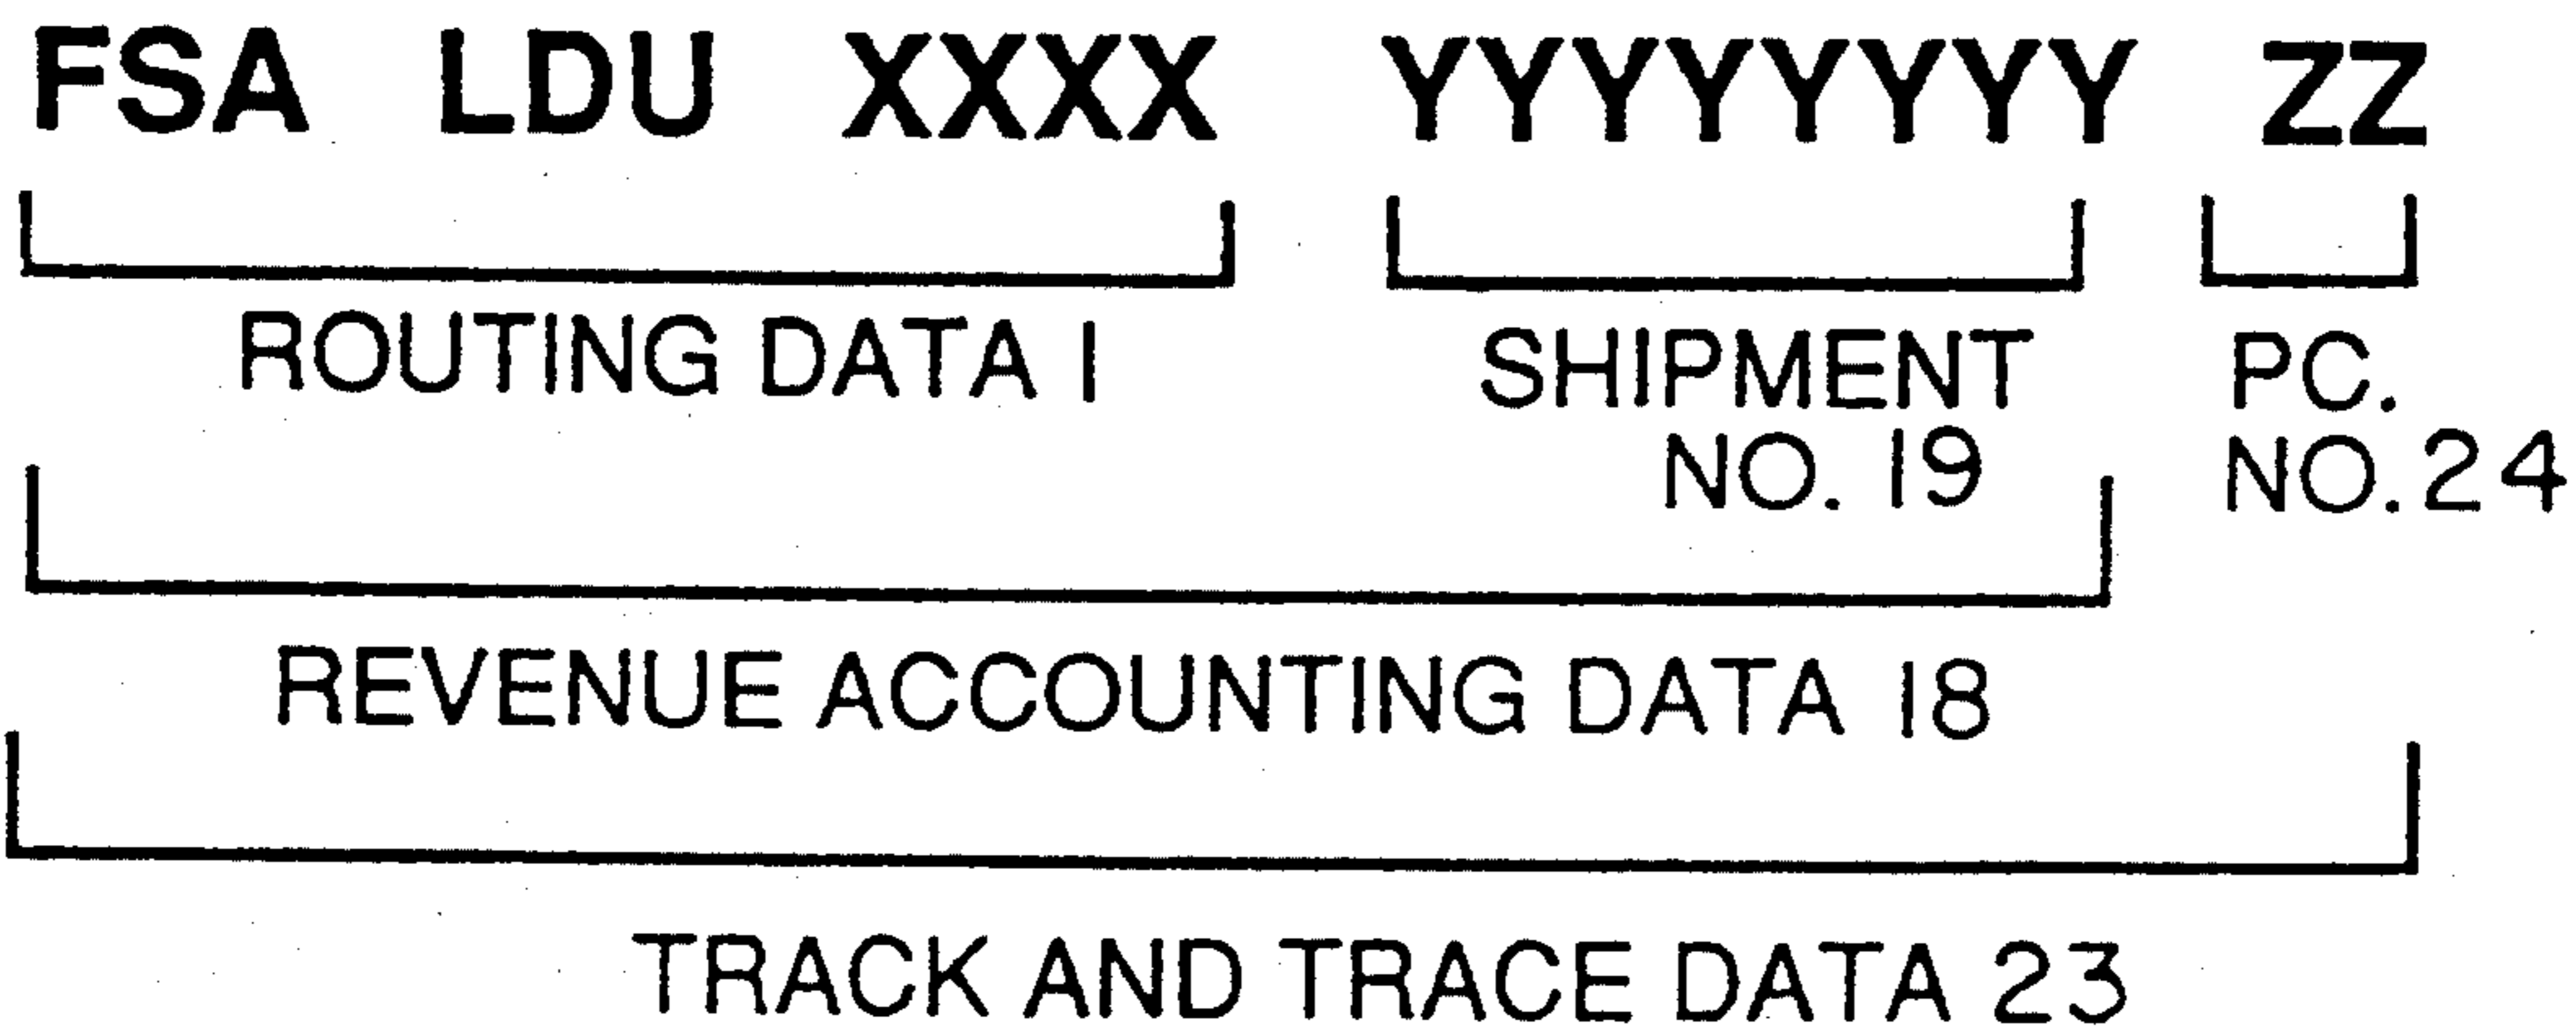 FSA LDU XXXX YYYYYYYY ZZ
ROUTING DATA 1 SHIPMENT PC.
NO. 19 NO. 24
REVENUE ACCOUNTING DATA 18
TRACK AND TRACE DATA 23